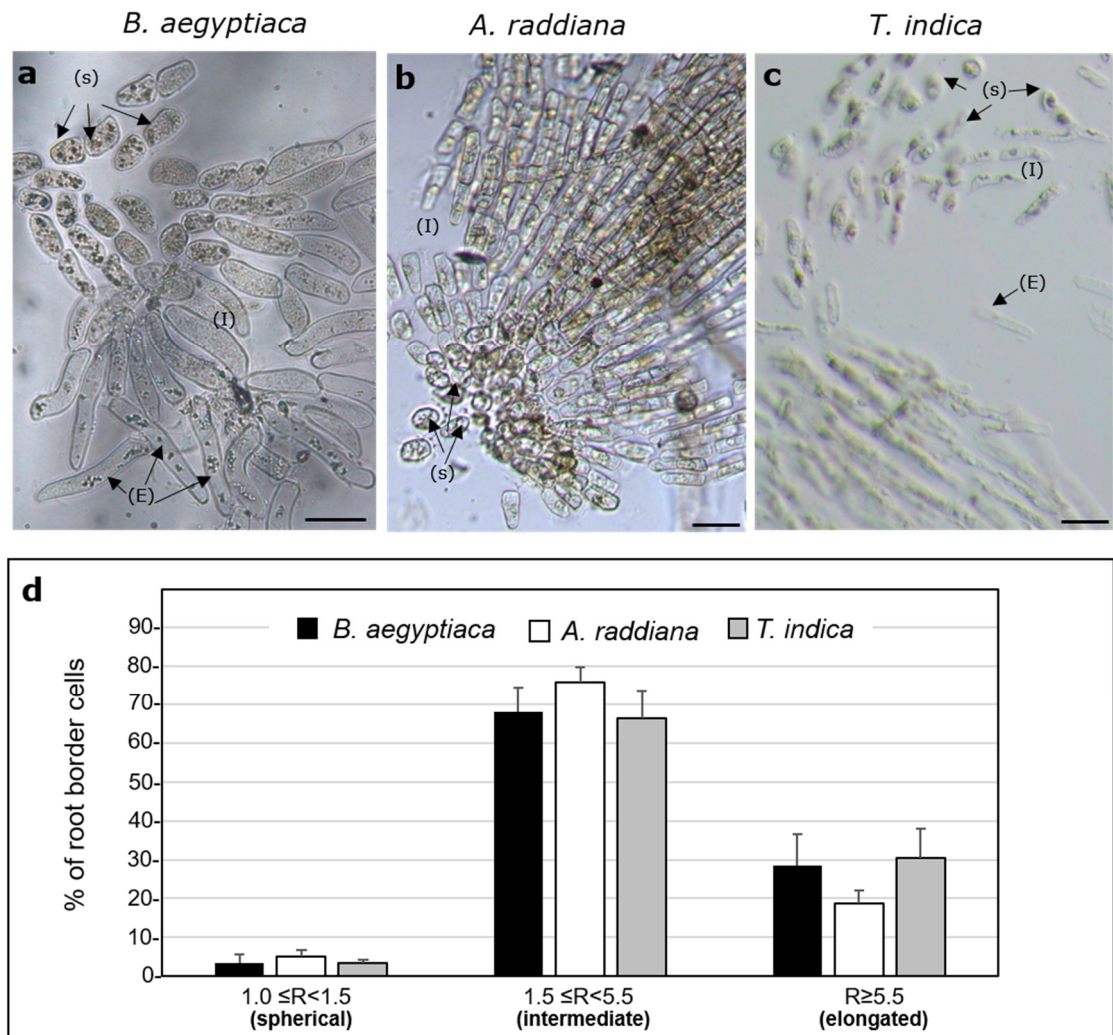 B. aegyptiaca A. raddiana T. indica
a (s) (I) (E)
b (I) (s)
c (s) (I) (E)
d
B. aegyptiaca A. raddiana T. indica
% of root border cells
90-
80-
70-
60-
50-
40-
30-
20-
10-
0
1.0 ≤R<1.5 1.5 ≤R<5.5 R≥5.5
(spherical) (intermediate) (elongated)